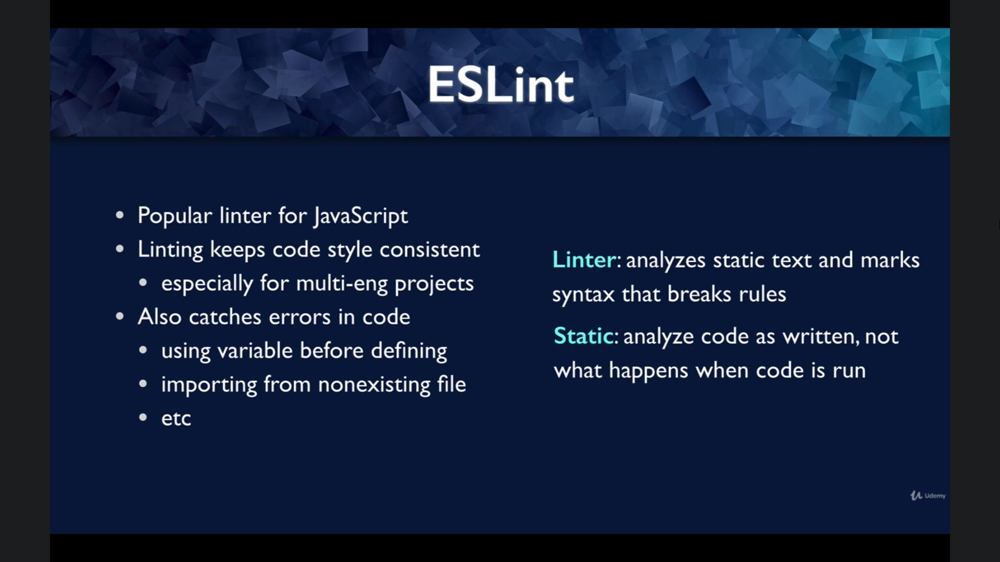 ESLint
• Popular linter for JavaScript
• Linting keeps code style consistent
• especially for multi-eng projects
• Also catches errors in code
• using variable before defining
• importing from nonexisting file
• etc
Linter: analyzes static text and marks
syntax that breaks rules
Static: analyze code as written, not
what happens when code is run
Udemy